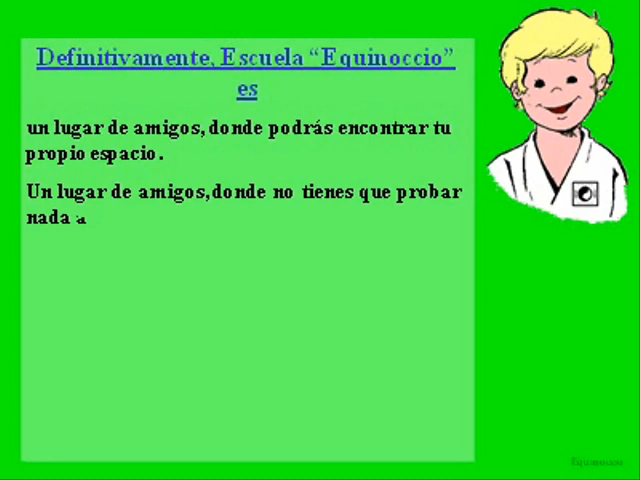 Definitivamente, Escuela “Equinoccio”
es
un lugar de amigos, donde podrás encontrar tu
propio espacio.
Un lugar de amigos, donde no tienes que probar
nada a
Equinoccio